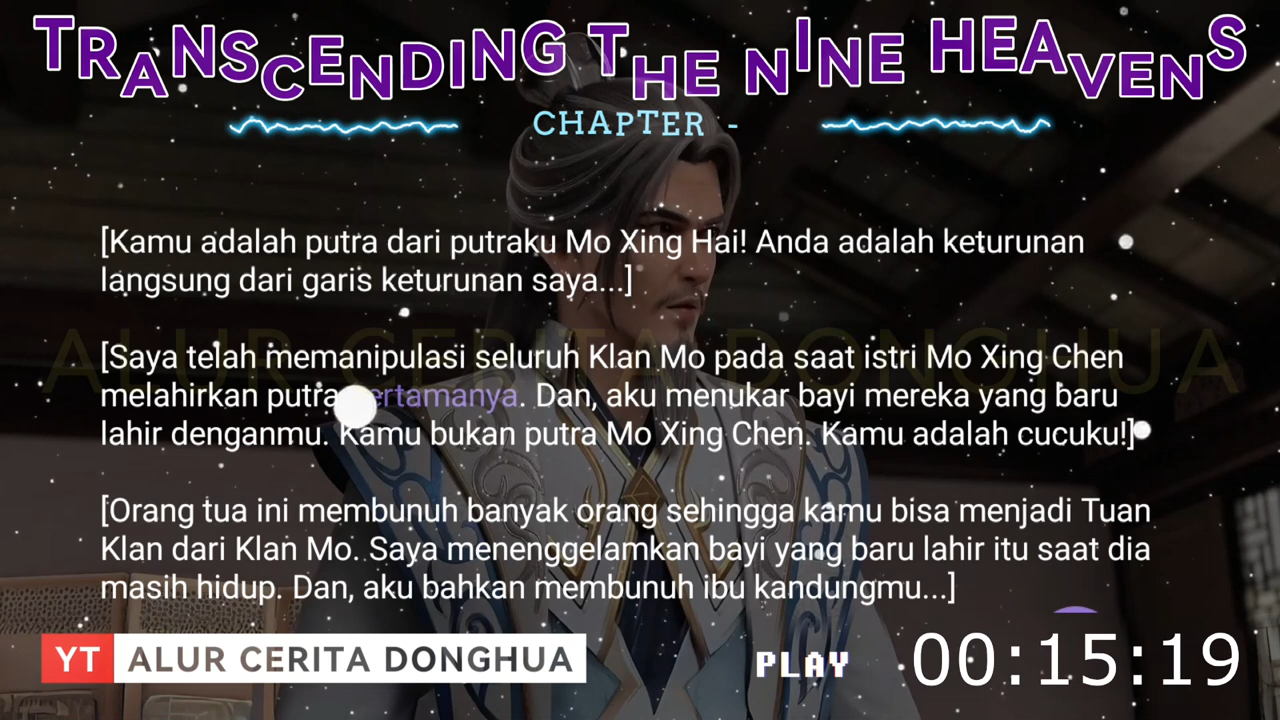 TRANSCENDING THE NINE HEAVENS
CHAPTER -
[Kamu adalah putra dari putraku Mo Xing Hai! Anda adalah keturunan
langsung dari garis keturunan saya...]
ALUR CERITA DONGHUA
[Saya telah memanipulasi seluruh Klan Mo pada saat istri Mo Xing Chen
melahirkan putra pertamanya. Dan, aku menukar bayi mereka yang baru
lahir denganmu. Kamu bukan putra Mo Xing Chen. Kamu adalah cucuku!]
[Orang tua ini membunuh banyak orang sehingga kamu bisa menjadi Tuan
Klan dari Klan Mo. Saya menenggelamkan bayi yang baru lahir itu saat dia
masih hidup. Dan, aku bahkan membunuh ibu kandungmu...]
YT ALUR CERITA DONGHUA
PLAY 00:15:19